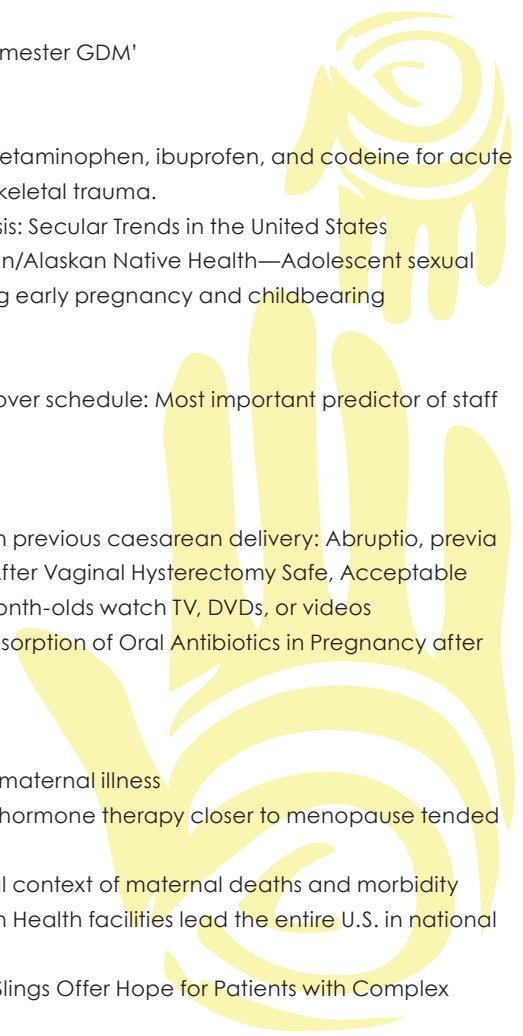 mester GDM'
etaminophen, ibuprofen, and codeine for acute
keletal trauma.
sis: Secular Trends in the United States
n/Alaskan Native Health—Adolescent sexual
g early pregnancy and childbearing
over schedule: Most important predictor of staff
n previous caesarean delivery: Abruptio, previa
After Vaginal Hysterectomy Safe, Acceptable
onth-olds watch TV, DVDs, or videos
sorption of Oral Antibiotics in Pregnancy after
maternal illness
hormone therapy closer to menopause tended
l context of maternal deaths and morbidity
n Health facilities lead the entire U.S. in national
Slings Offer Hope for Patients with Complex